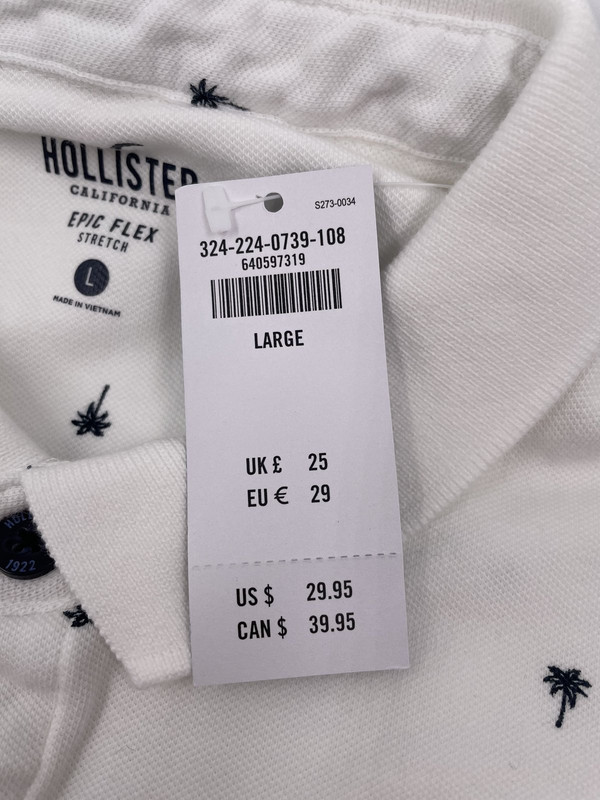 HOLLISTER
CALIFORNIA
EPIC FLEX
STRETCH
L
MADE IN VIETNAM
S273-0034
324-224-0739-108
640597319
LARGE
UK £ 25
EU € 29
US $ 29.95
CAN $ 39.95
1922